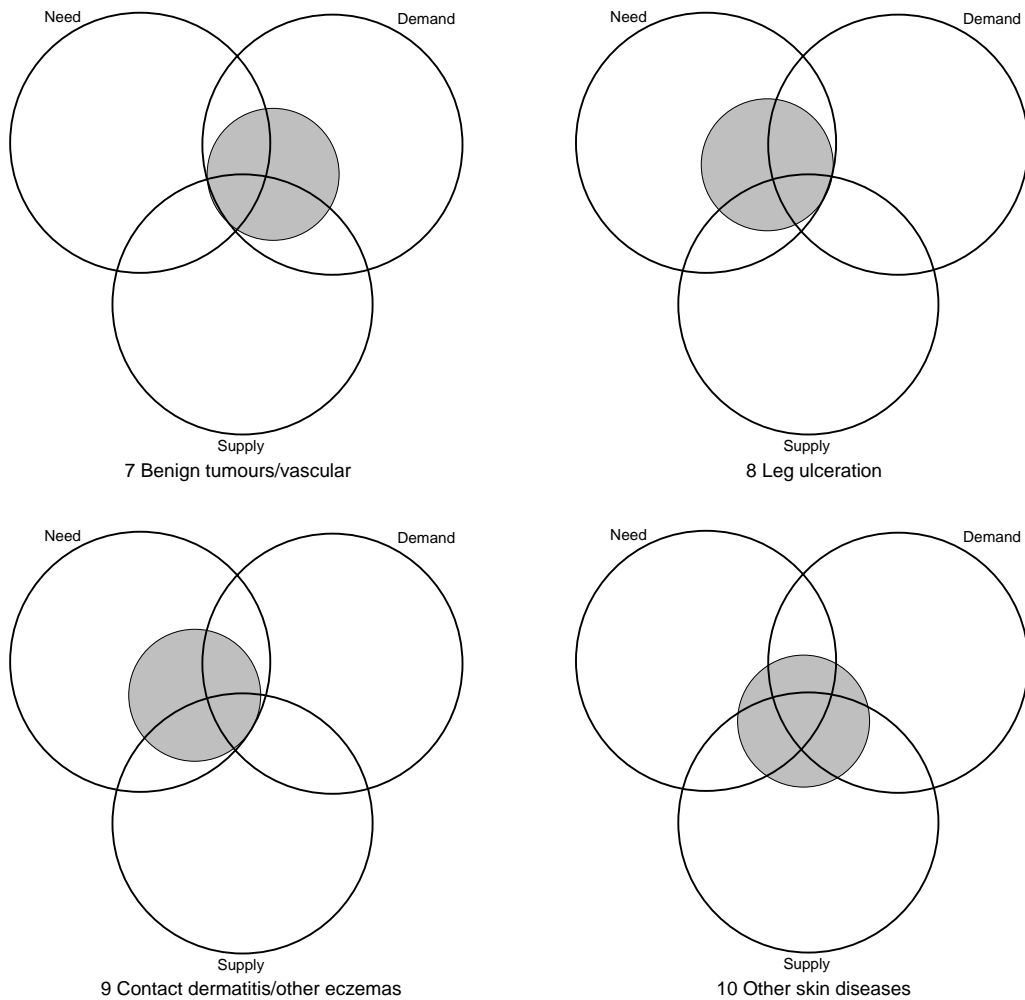 Need
Demand
Need
Demand
Supply
Supply
7 Benign tumours/vascular
8 Leg ulceration
Need
Demand
Need
Demand
Supply
Supply
9 Contact dermatitis/other eczemas
10 Other skin diseases